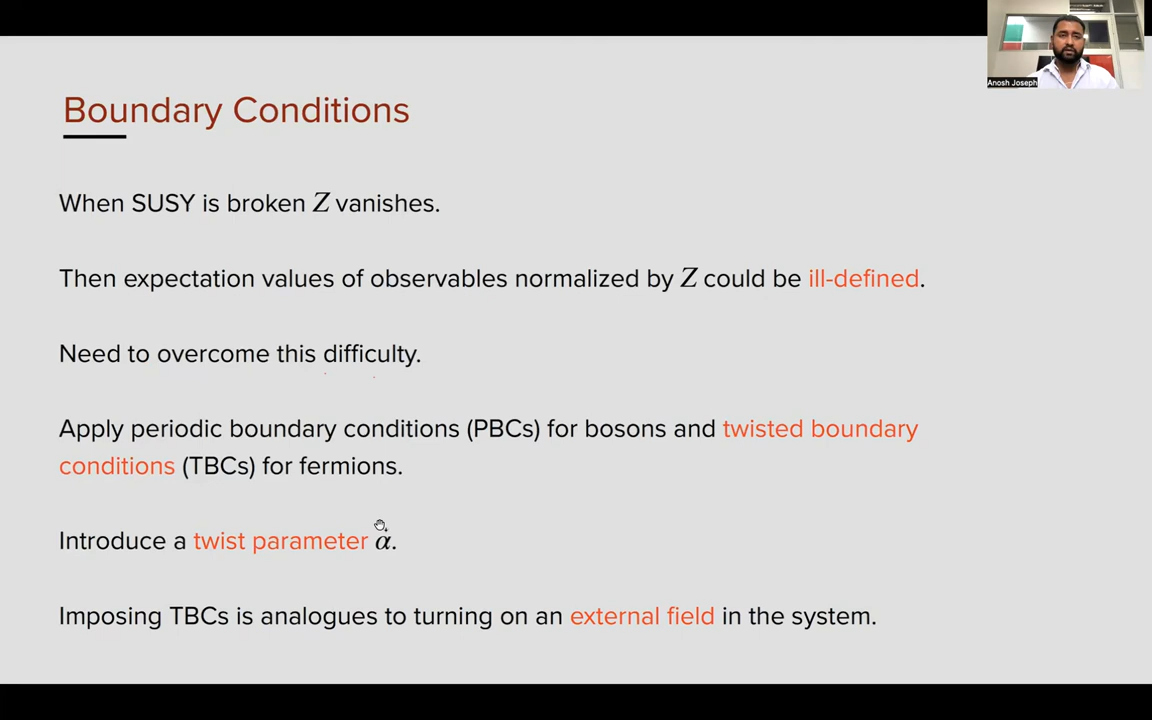 Anosh Joseph
Boundary Conditions
When SUSY is broken Z vanishes.
Then expectation values of observables normalized by Z could be ill-defined.
Need to overcome this difficulty.
Apply periodic boundary conditions (PBCs) for bosons and twisted boundary
conditions (TBCs) for fermions.
Introduce a twist parameter α.
Imposing TBCs is analogues to turning on an external field in the system.